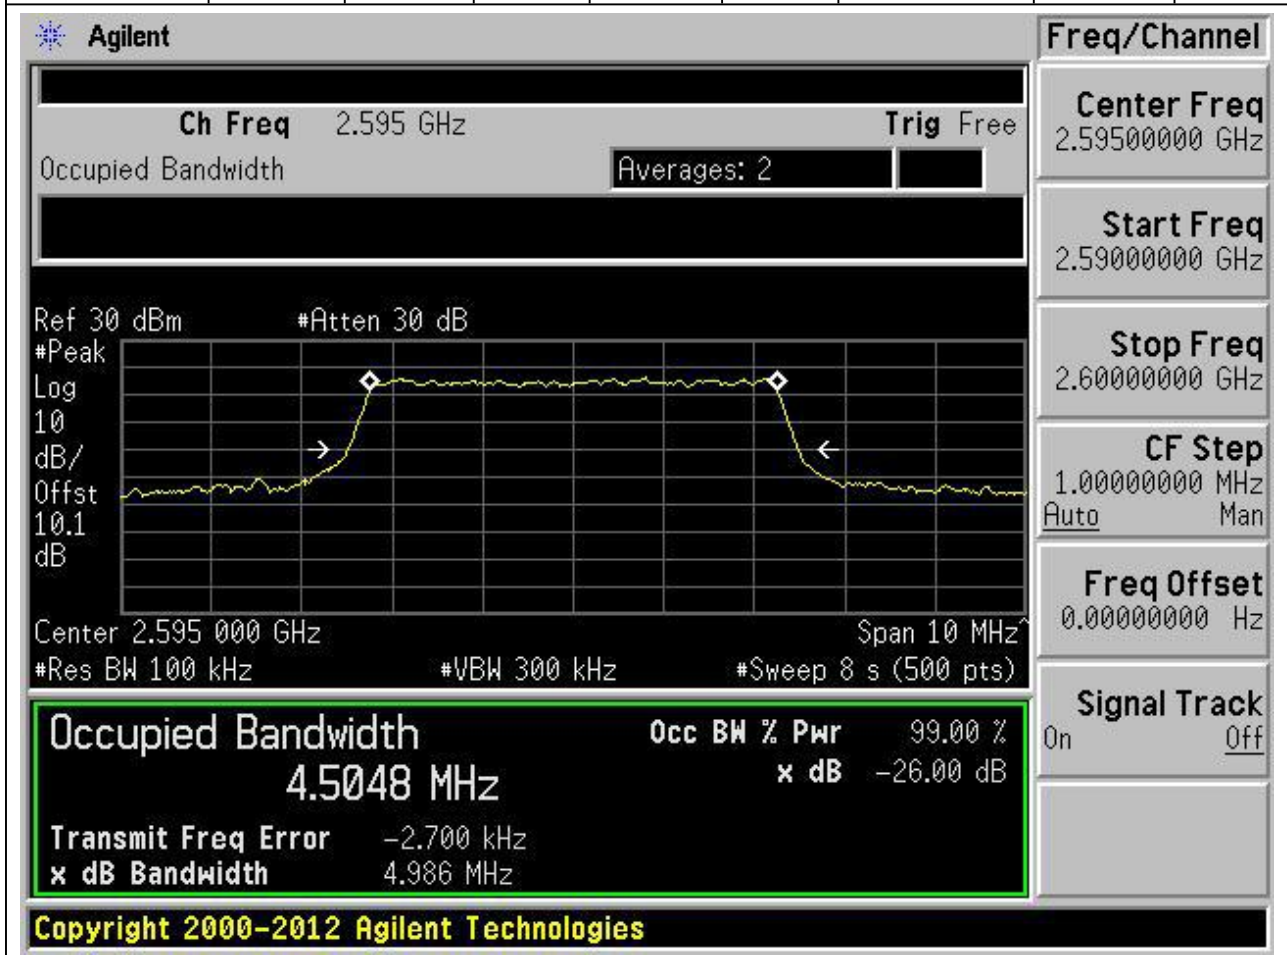 Agilent
Freq/Channel
Ch Freq 2.595 GHz Trig Free
Occupied Bandwidth Averages: 2
Ref 30 dBm #Atten 30 dB
#Peak
Log
10
dB/
Offst
10.1
dB
Center 2.595 000 GHz Span 10 MHz^
#Res BW 100 kHz #VBW 300 kHz #Sweep 8 s (500 pts)
Occupied Bandwidth Occ BW % Pwr 99.00 %
4.5048 MHz x dB -26.00 dB
Transmit Freq Error -2.700 kHz
x dB Bandwidth 4.986 MHz
Copyright 2000-2012 Agilent Technologies
Center Freq
2.59500000 GHz
Start Freq
2.59000000 GHz
Stop Freq
2.60000000 GHz
CF Step
1.00000000 MHz
Auto Man
Freq Offset
0.00000000 Hz
Signal Track
On Off